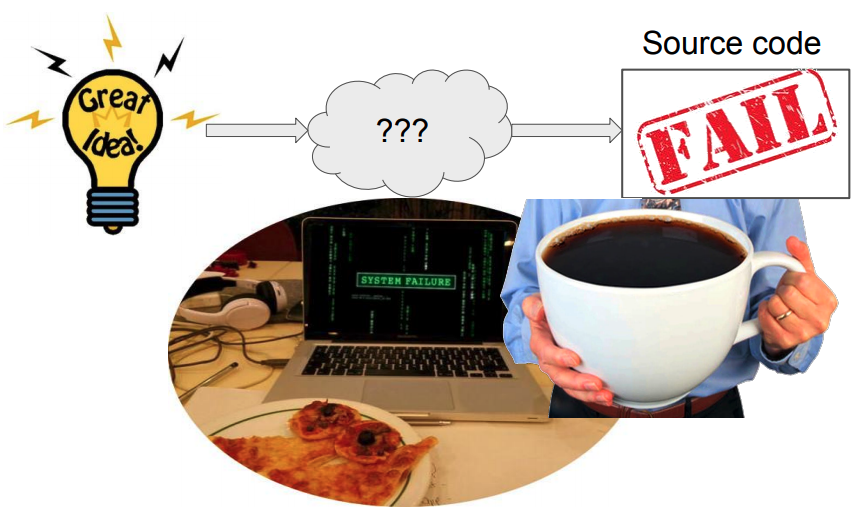 Source code
Great
Idea!
???
FAIL
SYSTEM FAILURE